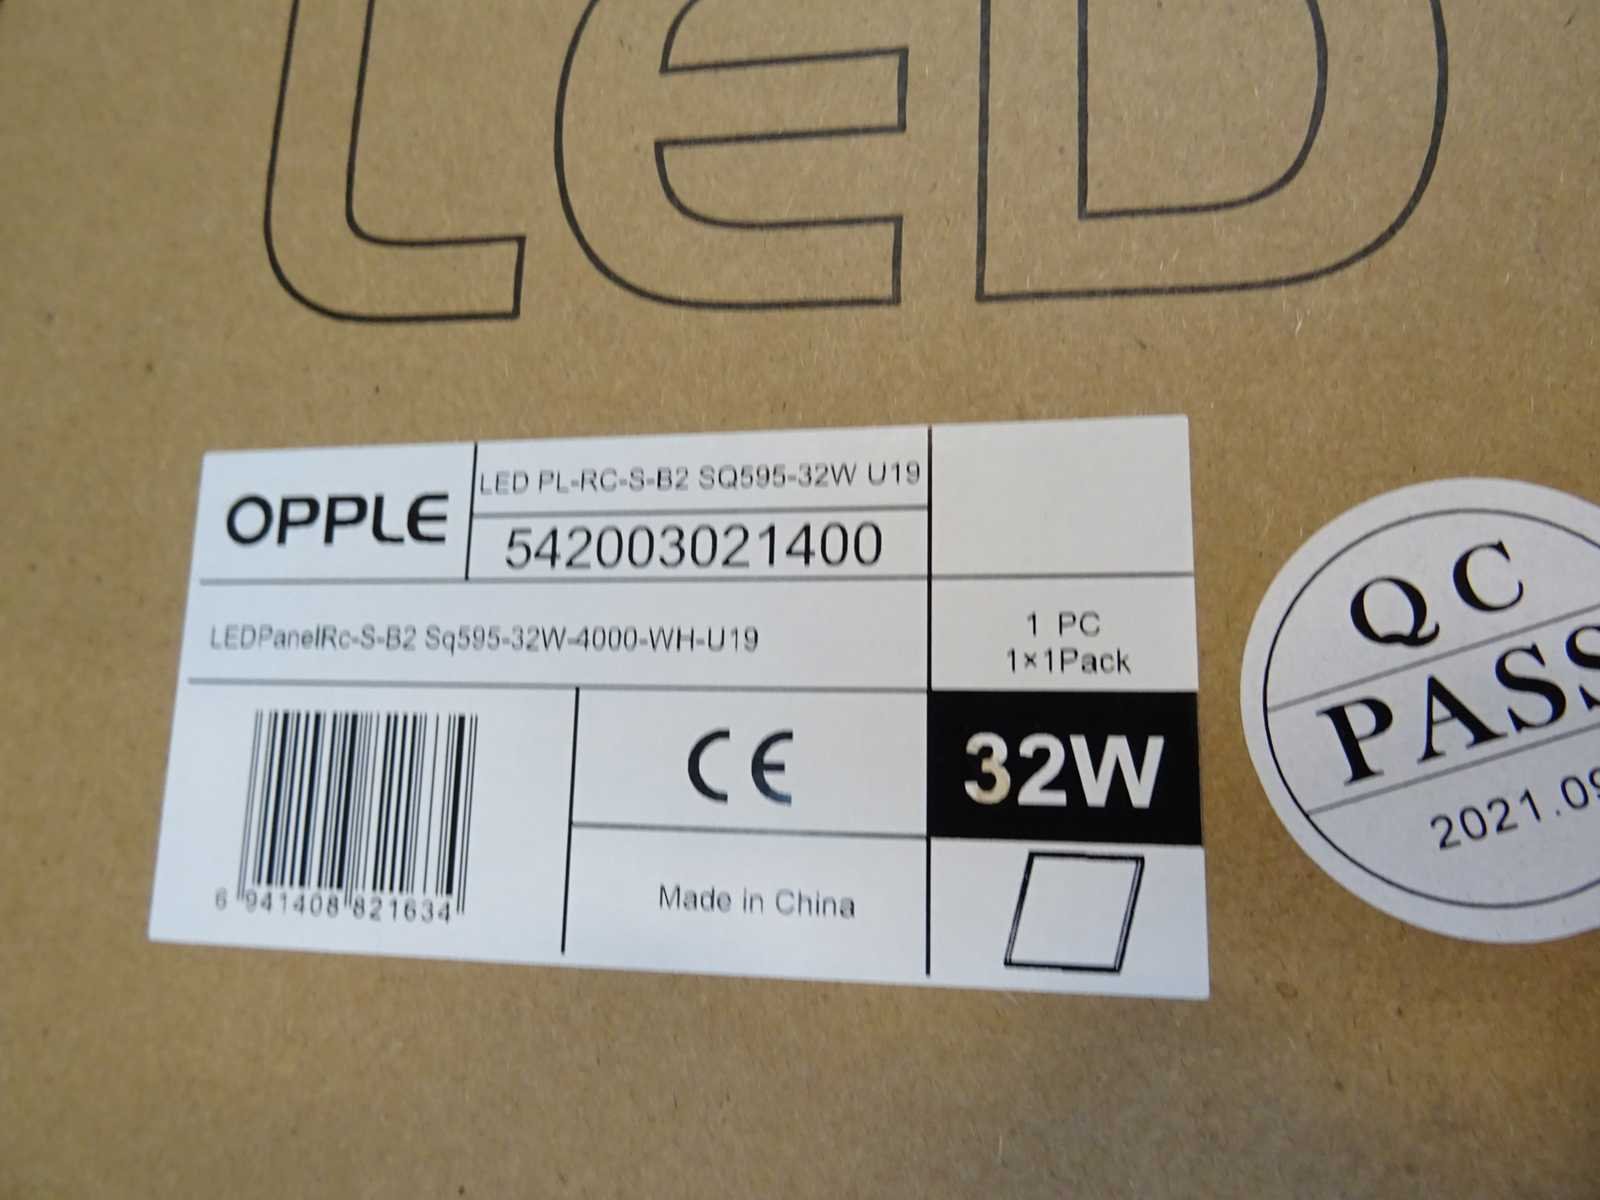 LED
OPPLE
LED PL-RC-S-B2 SQ595-32W U19
542003021400
LEDPanelRc-S-B2 Sq595-32W-4000-WH-U19
1 PC
1×1Pack
6 941408 821634
CE
32W
Made in China
QC
PASS
2021.09